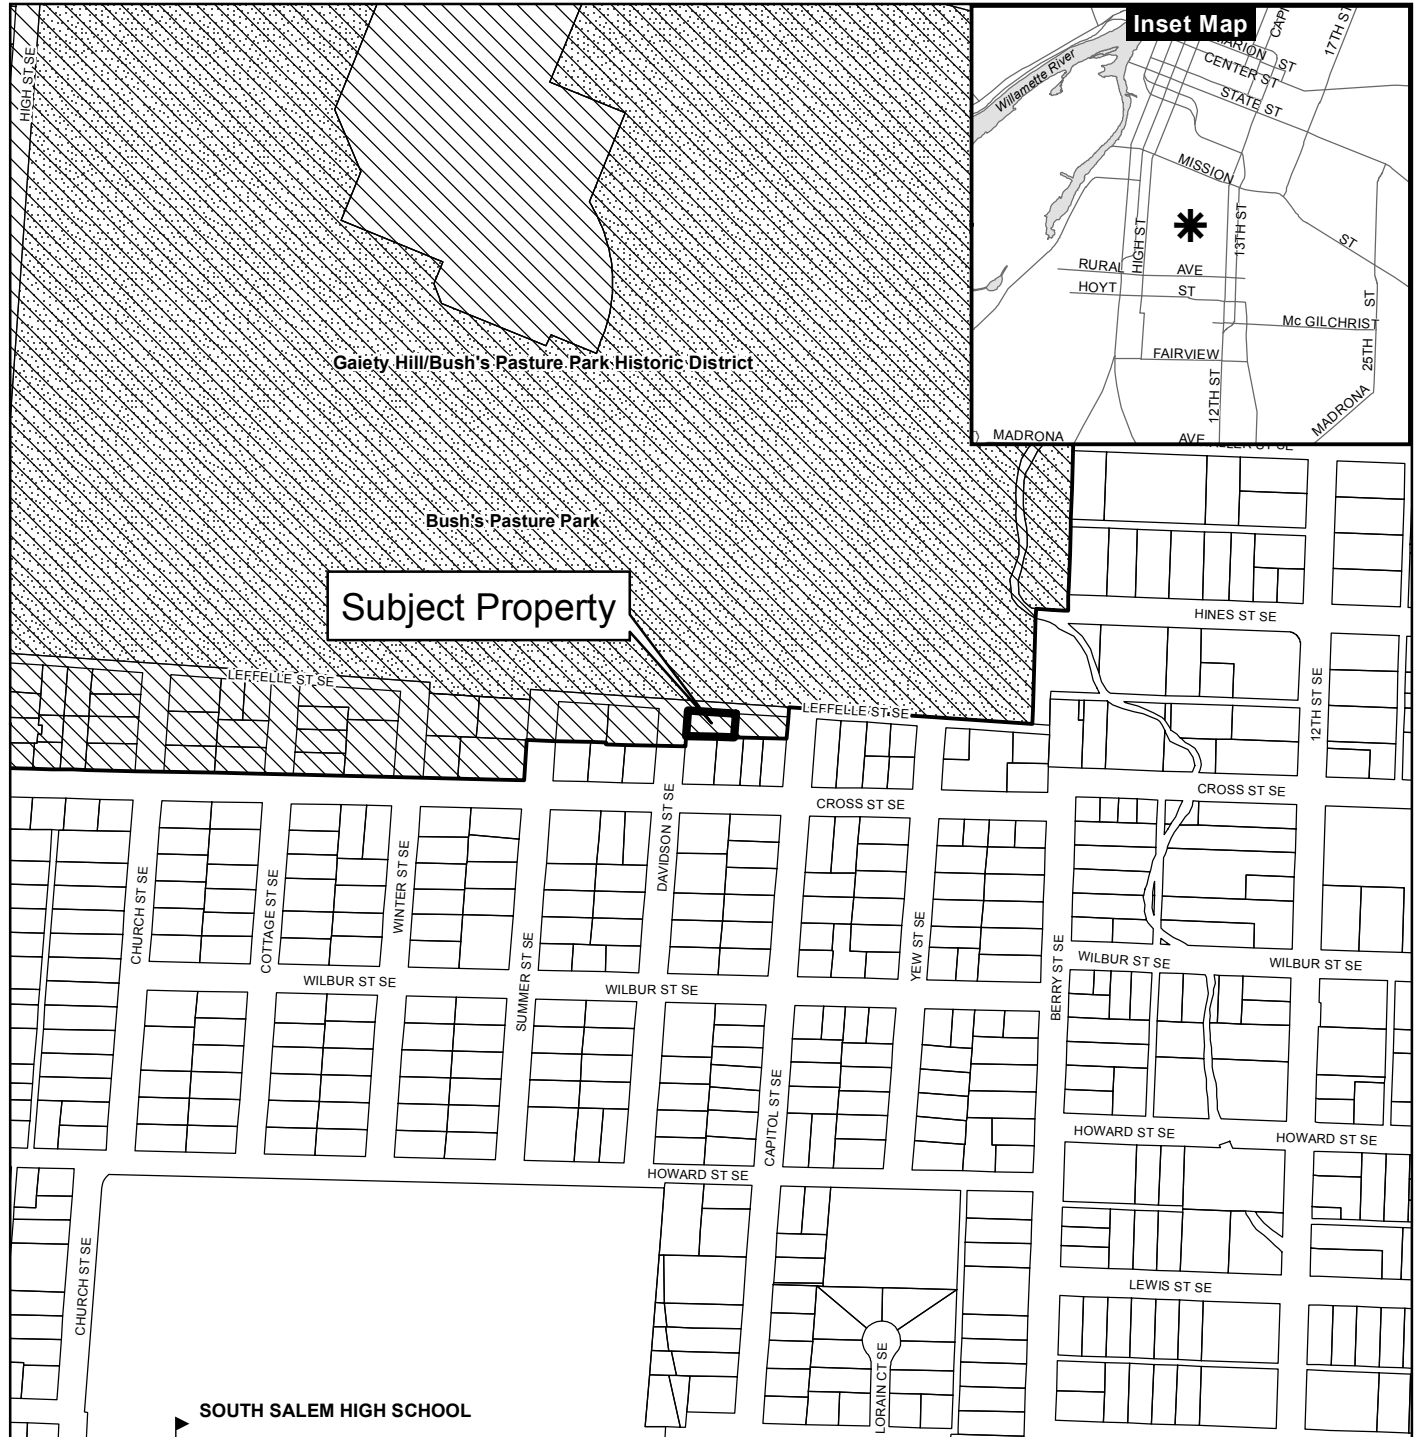 HIGH ST SE
Inset Map
Willamette River
MARION ST
CENTER ST
STATE ST
17TH ST
MISSION
ST
HIGH ST
13TH ST
RURAL AVE
HOYT ST
Mc GILCHRIST
ST
25TH
FAIRVIEW
12TH ST
MADRONA
MADRONA AVE
Gaiety Hill/Bush's Pasture Park Historic District
Bush's Pasture Park
Subject Property
HINES ST SE
LEFFELLE ST SE
LEFFELLE ST SE
12TH ST SE
CROSS ST SE
CROSS ST SE
DAVIDSON ST SE
CHURCH ST SE
COTTAGE ST SE
WINTER ST SE
SUMMER ST SE
YEW ST SE
BERRY ST SE
WILBUR ST SE
WILBUR ST SE
WILBUR ST SE
WILBUR ST SE
CAPITOL ST SE
HOWARD ST SE
HOWARD ST SE
HOWARD ST SE
CHURCH ST SE
LEWIS ST SE
LORAIN CT SE
SOUTH SALEM HIGH SCHOOL